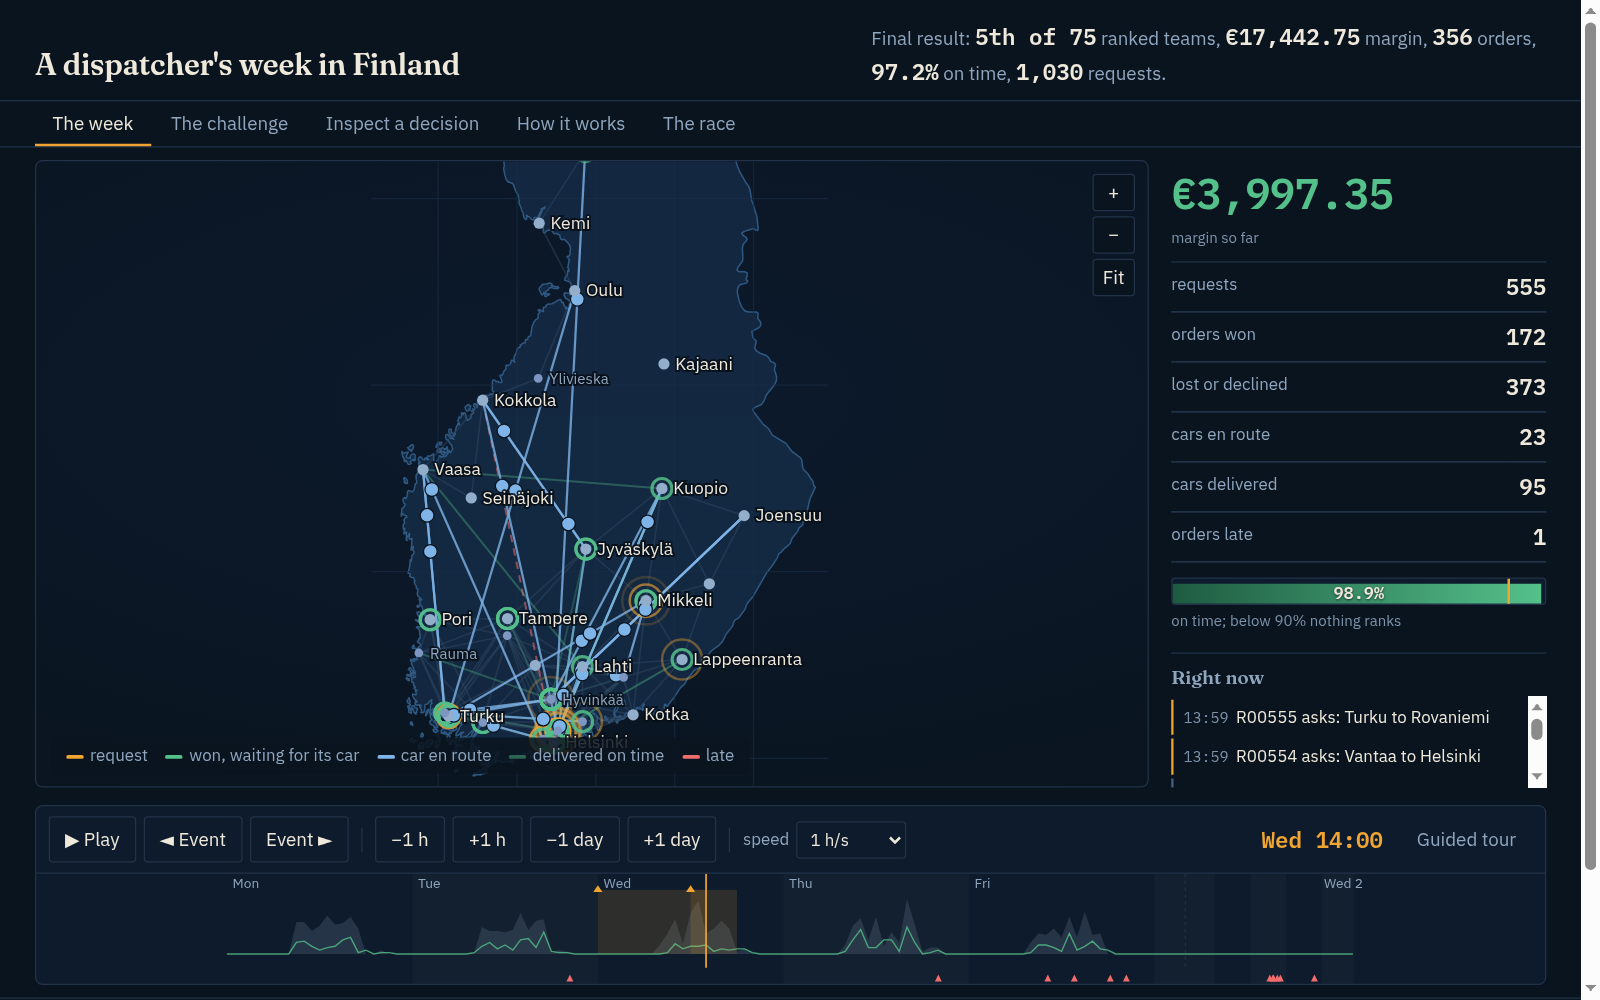 A dispatcher's week in Finland
Final result: 5th of 75 ranked teams, €17,442.75 margin, 356 orders,
97.2% on time, 1,030 requests.
The week
The challenge
Inspect a decision
How it works
The race
+
−
Fit
Kemi
Oulu
Kajaani
Ylivieska
Kokkola
Vaasa
Seinäjoki
Kuopio
Joensuu
Jyväskylä
Mikkeli
Pori
Tampere
Rauma
Lahti
Lappeenranta
Hyvinkää
Turku
Kotka
Helsinki
request
won, waiting for its car
car en route
delivered on time
late
€3,997.35
margin so far
requests 555
orders won 172
lost or declined 373
cars en route 23
cars delivered 95
orders late 1
98.9%
on time; below 90% nothing ranks
Right now
13:59 R00555 asks: Turku to Rovaniemi
13:59 R00554 asks: Vantaa to Helsinki
▶ Play
◄ Event
Event ►
−1 h
+1 h
−1 day
+1 day
speed
1 h/s
Wed 14:00
Guided tour
Mon
Tue
Wed
Thu
Fri
Wed 2